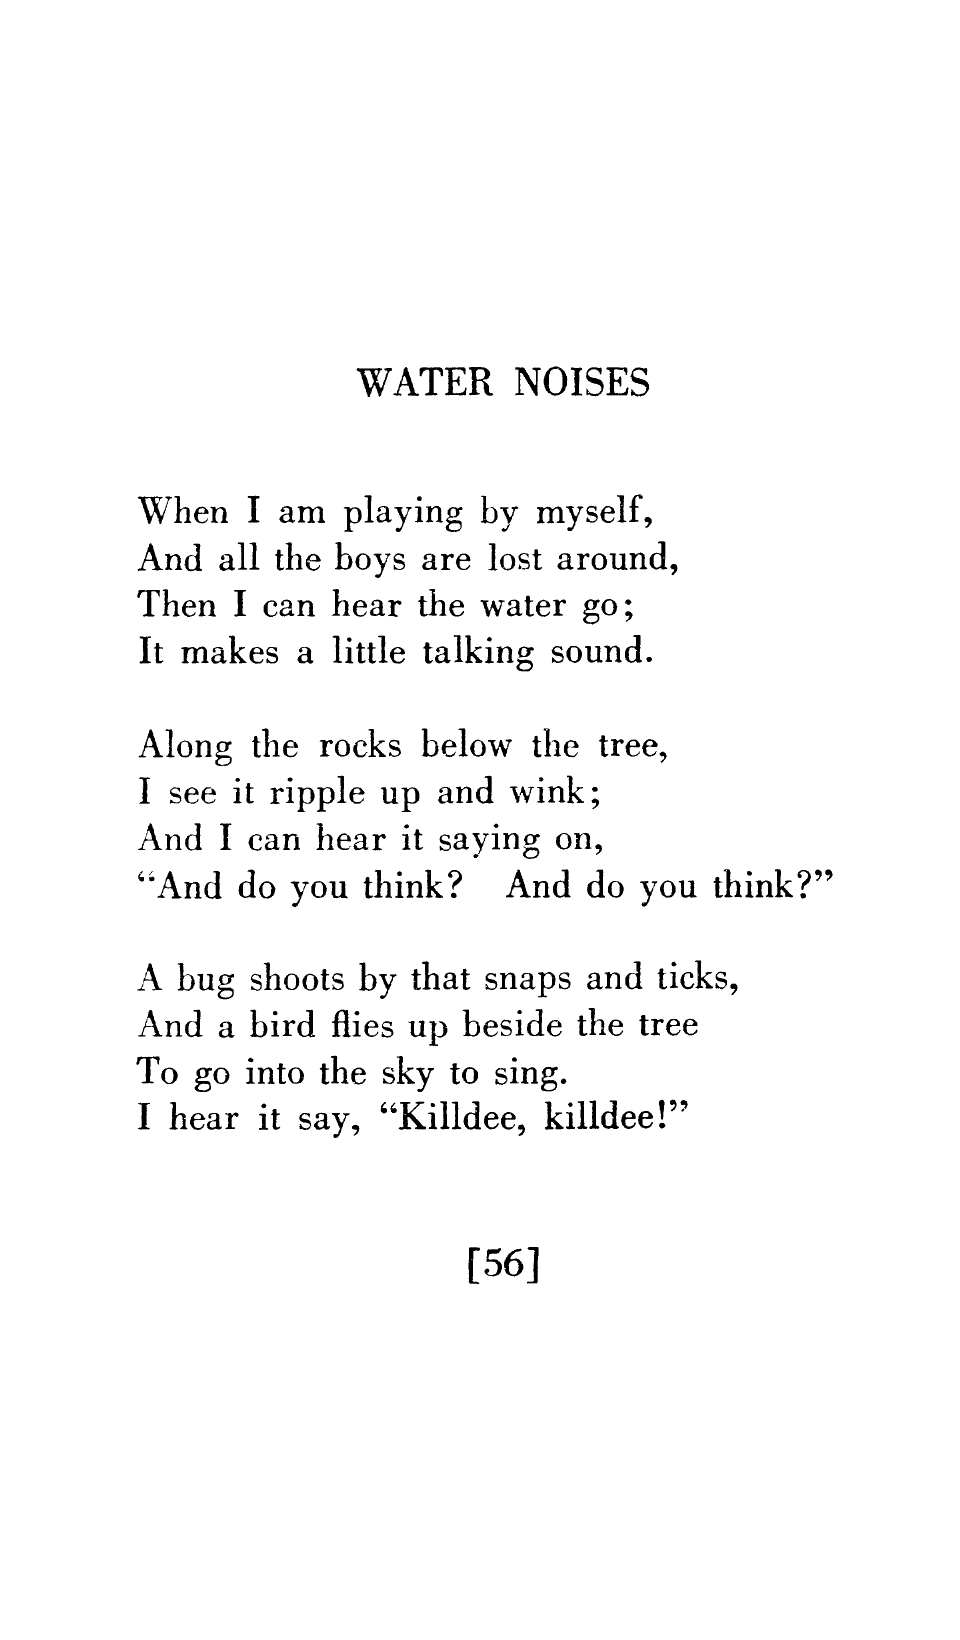 WATER NOISES
When I am playing by myself,
And all the boys are lost around,
Then I can hear the water go;
It makes a little talking sound.
Along the rocks below the tree,
I see it ripple up and wink;
And I can hear it saying on,
“And do you think? And do you think?”
A bug shoots by that snaps and ticks,
And a bird flies up beside the tree
To go into the sky to sing.
I hear it say, “Killdee, killdee!”
[56]